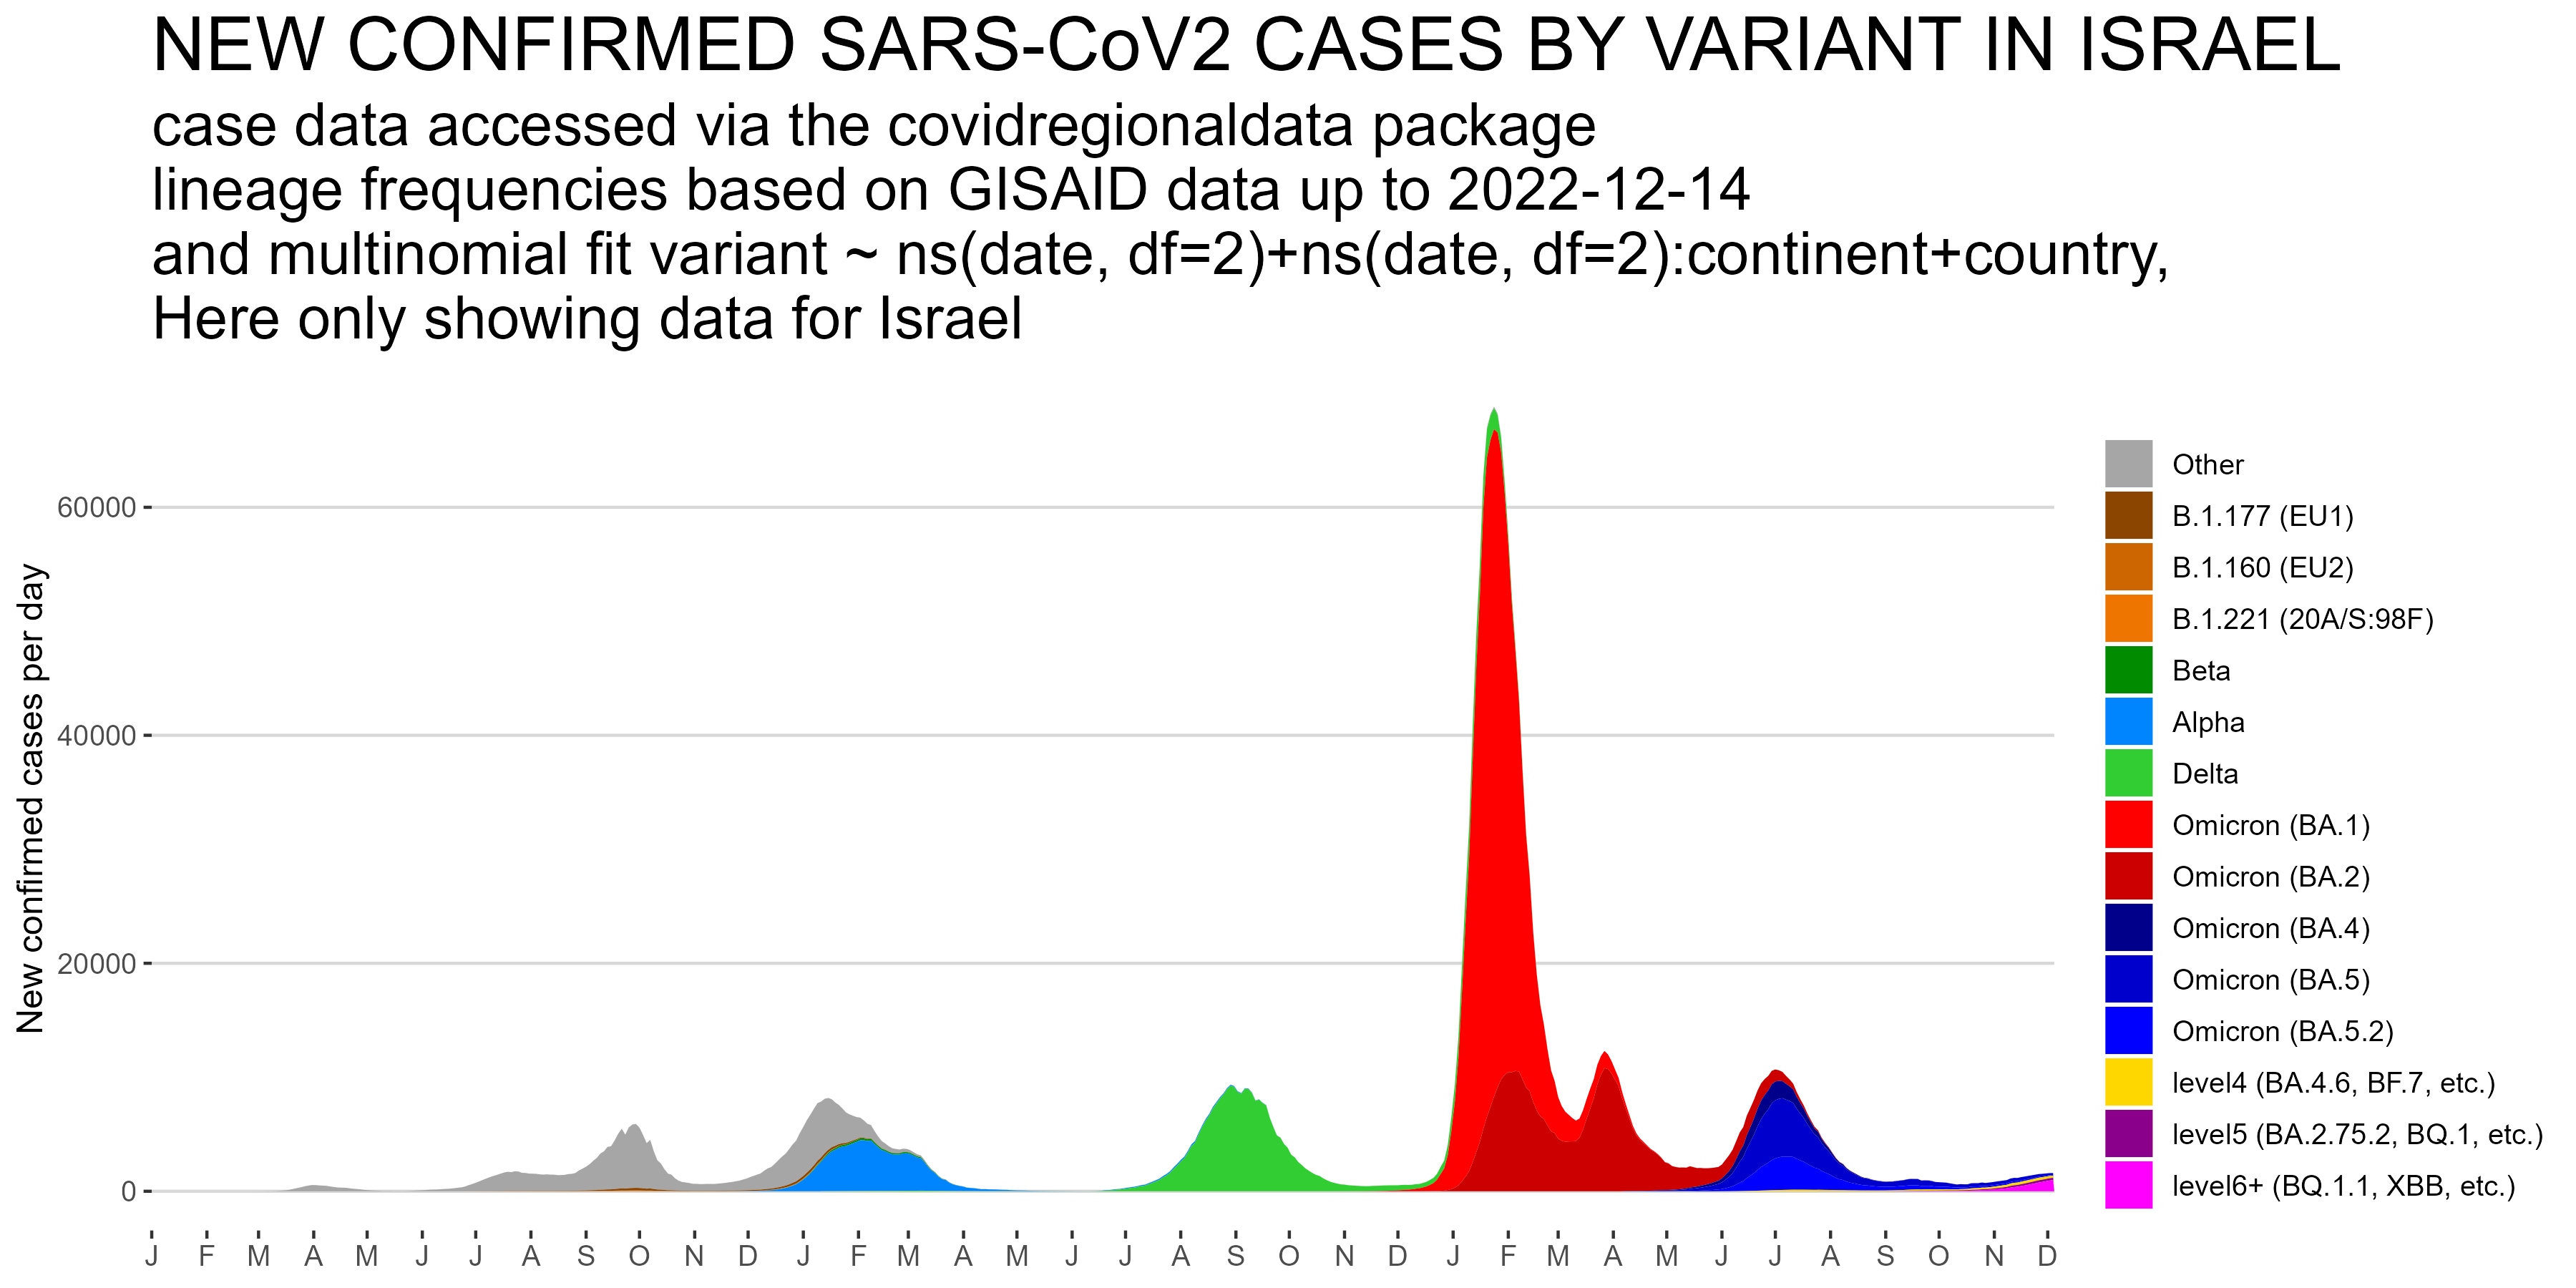 NEW CONFIRMED SARS-CoV2 CASES BY VARIANT IN ISRAEL
case data accessed via the covidregionaldata package
lineage frequencies based on GISAID data up to 2022-12-14
and multinomial fit variant ~ ns(date, df=2)+ns(date, df=2):continent+country,
Here only showing data for Israel
New confirmed cases per day
60000
40000
20000
0
J F M A M J J A S O N D J F M A M J J A S O N D J F M A M J J A S O N D
Other
B.1.177 (EU1)
B.1.160 (EU2)
B.1.221 (20A/S:98F)
Beta
Alpha
Delta
Omicron (BA.1)
Omicron (BA.2)
Omicron (BA.4)
Omicron (BA.5)
Omicron (BA.5.2)
level4 (BA.4.6, BF.7, etc.)
level5 (BA.2.75.2, BQ.1, etc.)
level6+ (BQ.1.1, XBB, etc.)